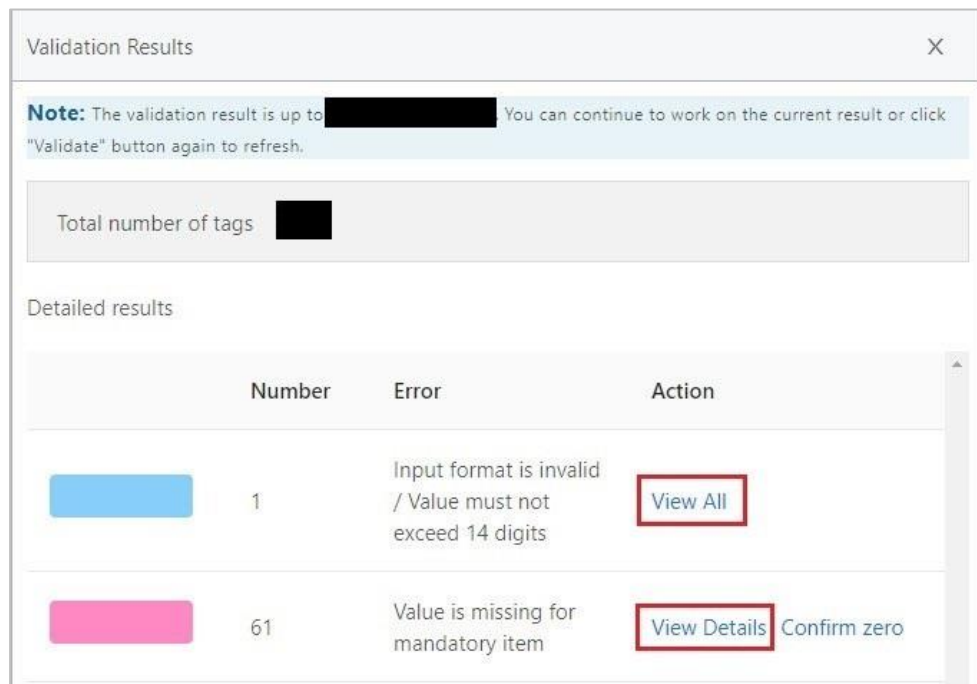 Validation Results X
Note: The validation result is up to . You can continue to work on the current result or click
"Validate" button again to refresh.
Total number of tags
Detailed results
Number Error Action
Input format is invalid
1 / Value must not View All
exceed 14 digits
Value is missing for
61 mandatory item View Details Confirm zero